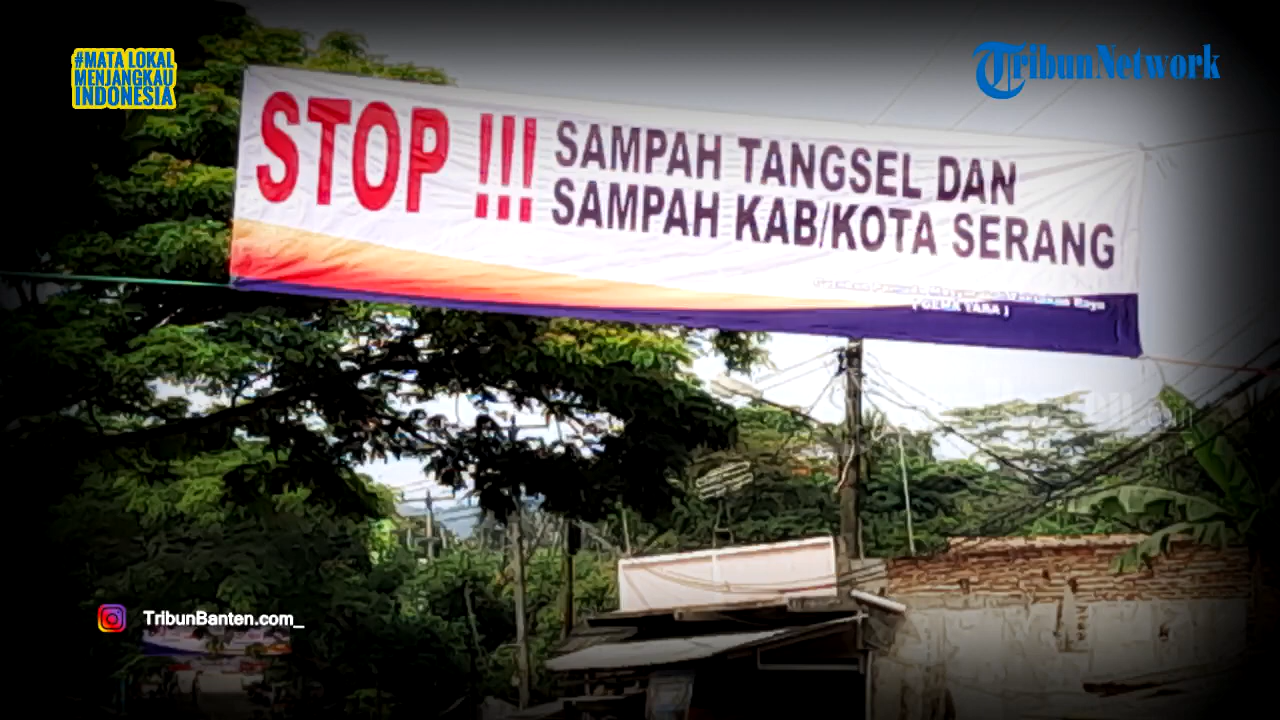 #MATA LOKAL
MENJANGKAU
INDONESIA
TribunNetwork
STOP !!!
SAMPAH TANGSEL DAN
SAMPAH KAB/KOTA SERANG
TribunBanten.com_